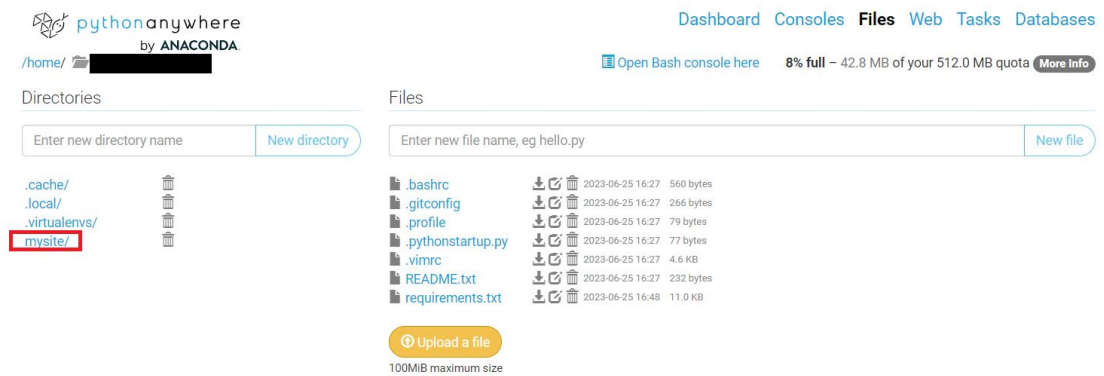 pythonanywhere
by ANACONDA.
Dashboard Consoles Files Web Tasks Databases
/home/
Open Bash console here 8% full – 42.8 MB of your 512.0 MB quota More Info
Directories
Enter new directory name New directory
.cache/
.local/
.virtualenvs/
mysite/
Files
Enter new file name, eg hello.py New file
.bashrc 2023-06-25 16:27 560 bytes
.gitconfig 2023-06-25 16:27 266 bytes
.profile 2023-06-25 16:27 79 bytes
.pythonstartup.py 2023-06-25 16:27 77 bytes
.vimrc 2023-06-25 16:27 4.6 KB
README.txt 2023-06-25 16:27 232 bytes
requirements.txt 2023-06-25 16:48 11.0 KB
Upload a file
100MiB maximum size